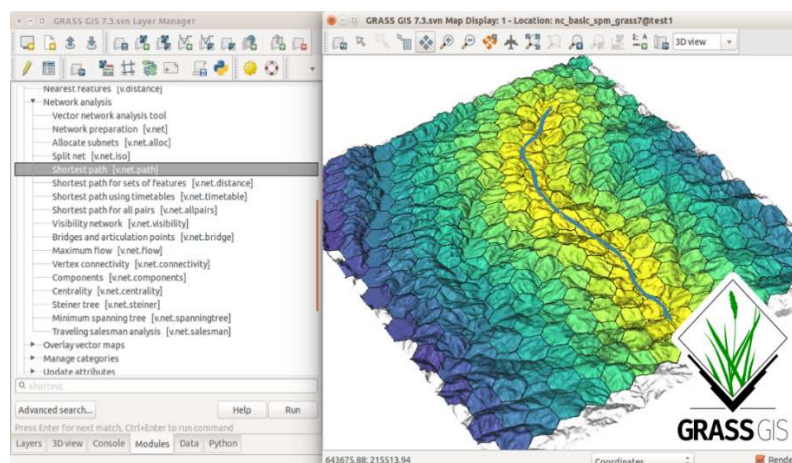 GRASS GIS 7.3.svn Layer Manager
Nearest features [v.distance]
Network analysis
Vector network analysis tool
Network preparation [v.net]
Allocate subnets [v.net.alloc]
Split net [v.net.iso]
Shortest path [v.net.path]
Shortest path for sets of features [v.net.distance]
Shortest path using timetables [v.net.timetable]
Shortest path for all pairs [v.net.allpairs]
Visibility network [v.net.visibility]
Bridges and articulation points [v.net.bridge]
Maximum flow [v.net.flow]
Vertex connectivity [v.net.connectivity]
Components [v.net.components]
Centrality [v.net.centrality]
Steiner tree [v.net.steiner]
Minimum spanning tree [v.net.spanningtree]
Traveling salesman analysis [v.net.salesman]
Overlay vector maps
Manage categories
Update attributes
shortest
Advanced search... Help Run
Press Enter for next match, Ctrl+Enter to run command
Layers 3D view Console Modules Data Python
GRASS GIS 7.3.svn Map Display: 1 - Location: nc_basic_spm_grass7@test1
3D view
GRASS GIS
643675.88; 215513.94 Coordinates Rende